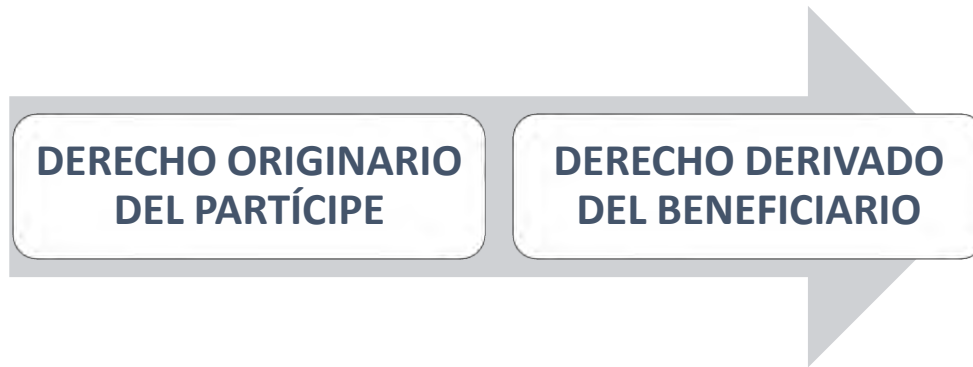 DERECHO ORIGINARIO
DEL PARTÍCIPE
DERECHO DERIVADO
DEL BENEFICIARIO